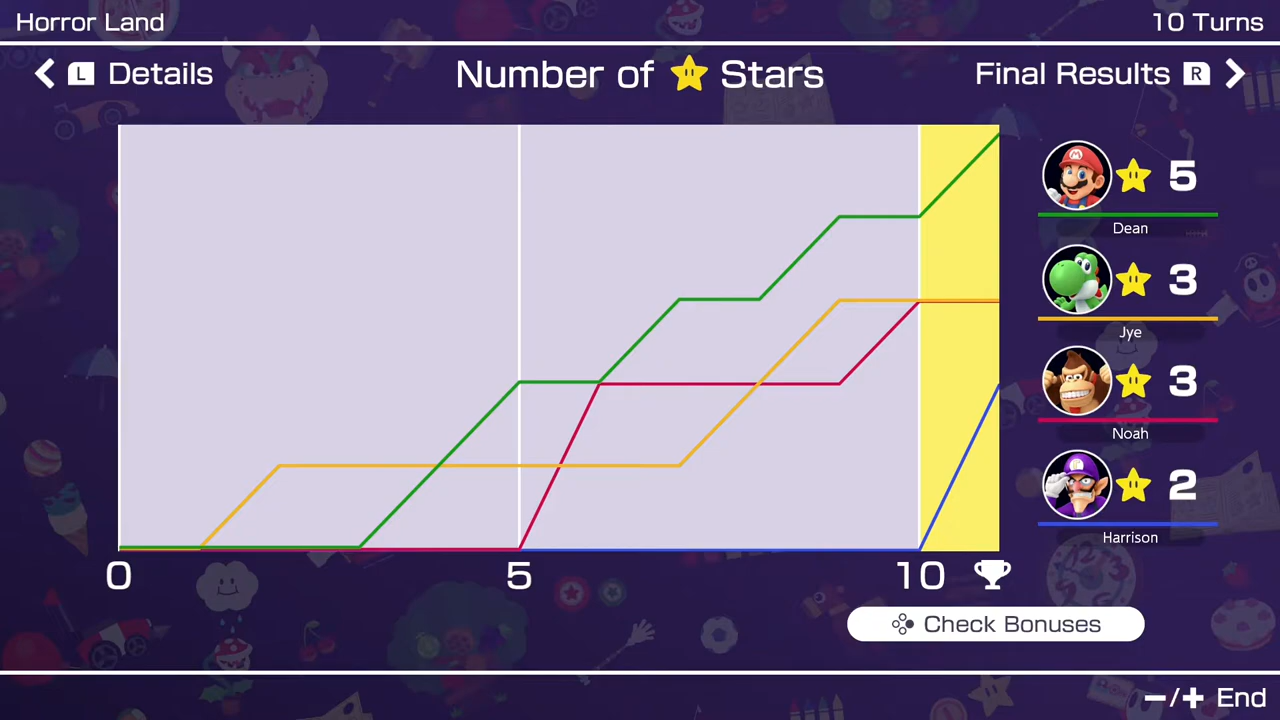 Horror Land
10 Turns
L Details
Number of Stars
Final Results R
5
Dean
3
Jye
3
Noah
2
Harrison
0 5 10
Check Bonuses
−/+ End